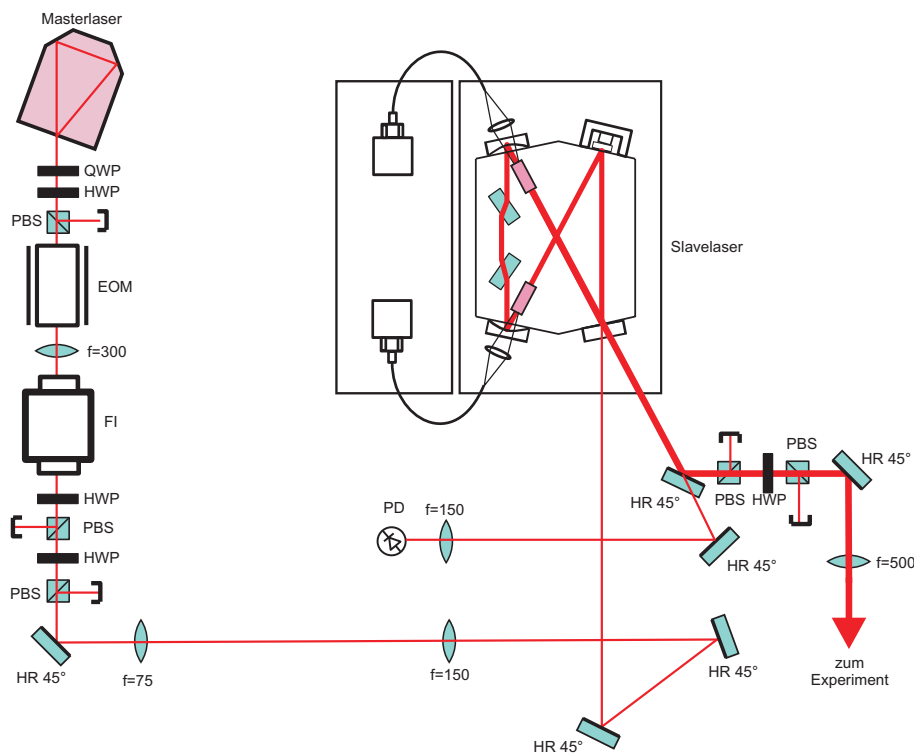 Masterlaser
QWP
HWP
PBS
EOM
f=300
FI
HWP
PBS
HWP
PBS
HR 45°
f=75
f=150
HR 45°
HR 45°
Slavelaser
PD
f=150
HR 45°
HR 45°
PBS
HWP
PBS
HR 45°
f=500
zum
Experiment